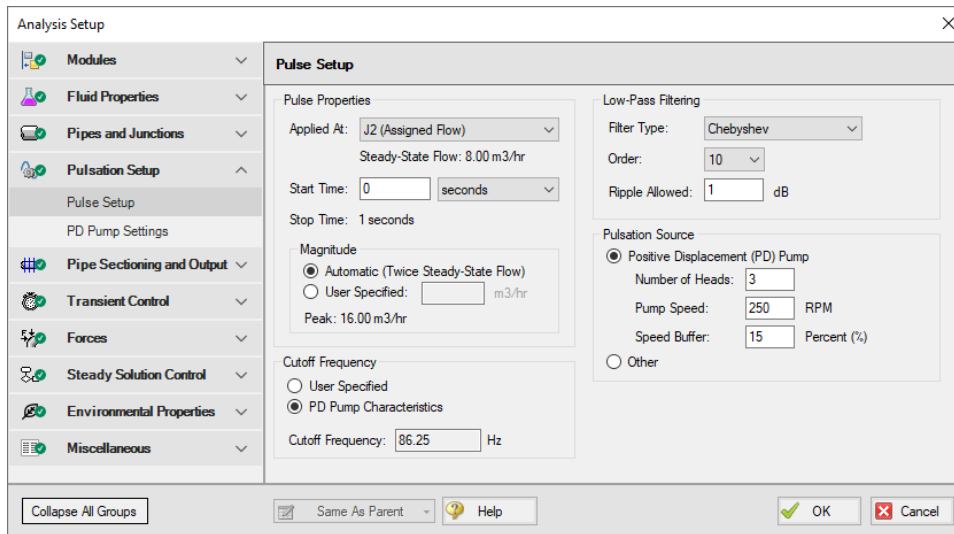 Analysis Setup
Modules
Fluid Properties
Pipes and Junctions
Pulsation Setup
Pulse Setup
PD Pump Settings
Pipe Sectioning and Output
Transient Control
Forces
Steady Solution Control
Environmental Properties
Miscellaneous
Pulse Setup
Pulse Properties
Applied At: J2 (Assigned Flow)
Steady-State Flow: 8.00 m3/hr
Start Time: 0 seconds
Stop Time: 1 seconds
Magnitude
Automatic (Twice Steady-State Flow)
User Specified: m3/hr
Peak: 16.00 m3/hr
Cutoff Frequency
User Specified
PD Pump Characteristics
Cutoff Frequency: 86.25 Hz
Low-Pass Filtering
Filter Type: Chebyshev
Order: 10
Ripple Allowed: 1 dB
Pulsation Source
Positive Displacement (PD) Pump
Number of Heads: 3
Pump Speed: 250 RPM
Speed Buffer: 15 Percent (%)
Other
Collapse All Groups
Same As Parent
Help
OK
Cancel